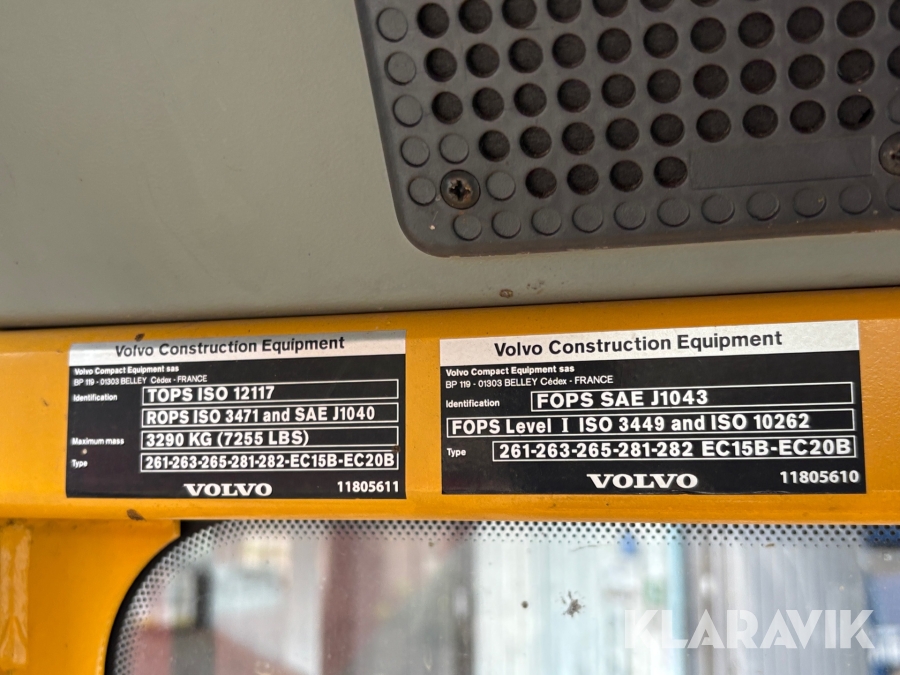 Volvo Construction Equipment
Volvo Compact Equipment sas
BP 119 - 01303 BELLEY Cédex - FRANCE
Identification
TOPS ISO 12117
ROPS ISO 3471 and SAE J1040
Maximum mass
3290 KG (7255 LBS)
Type
261-263-265-281-282-EC15B-EC20B
VOLVO
11805611
Volvo Construction Equipment
Volvo Compact Equipment sas
BP 119 - 01303 BELLEY Cédex - FRANCE
Identification
FOPS SAE J1043
FOPS Level I ISO 3449 and ISO 10262
Type
261-263-265-281-282 EC15B-EC20B
VOLVO
11805610
KLARAVIK